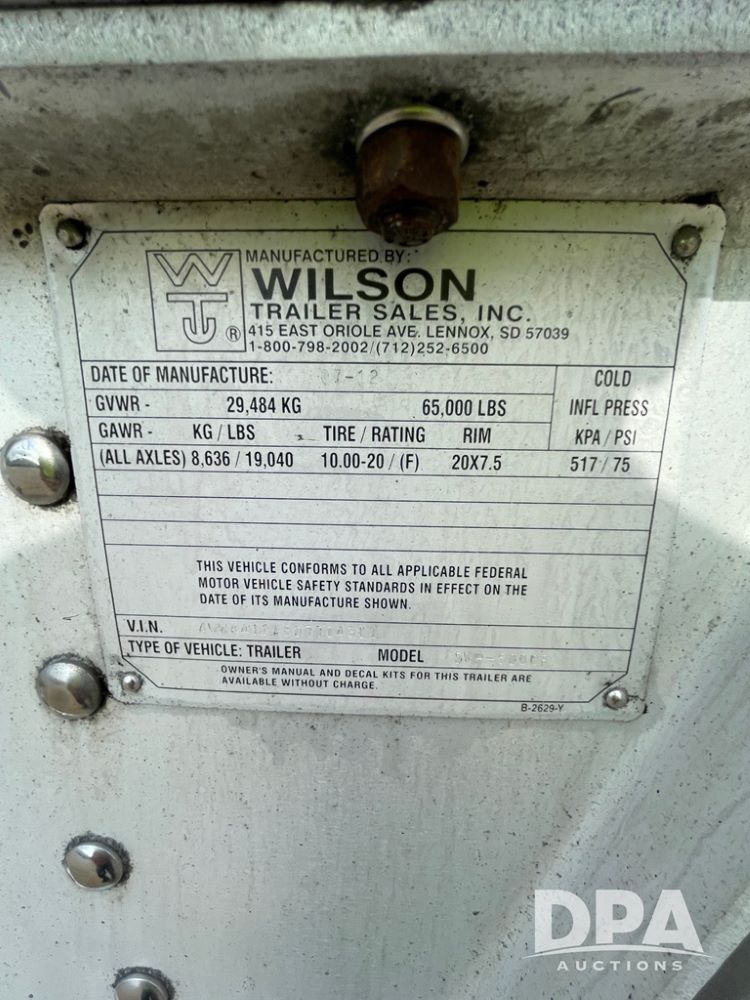 WT
®
MANUFACTURED BY:
WILSON
TRAILER SALES, INC.
415 EAST ORIOLE AVE. LENNOX, SD 57039
1-800-798-2002/(712)252-6500
DATE OF MANUFACTURE: 07-12
COLD
GVWR - 29,484 KG 65,000 LBS INFL PRESS
GAWR - KG / LBS TIRE / RATING RIM KPA / PSI
(ALL AXLES) 8,636 / 19,040 10.00-20 / (F) 20X7.5 517 / 75
THIS VEHICLE CONFORMS TO ALL APPLICABLE FEDERAL
MOTOR VEHICLE SAFETY STANDARDS IN EFFECT ON THE
DATE OF ITS MANUFACTURE SHOWN.
V.I.N.
TYPE OF VEHICLE: TRAILER MODEL
OWNER'S MANUAL AND DECAL KITS FOR THIS TRAILER ARE
AVAILABLE WITHOUT CHARGE.
B-2629-Y
DPA
AUCTIONS